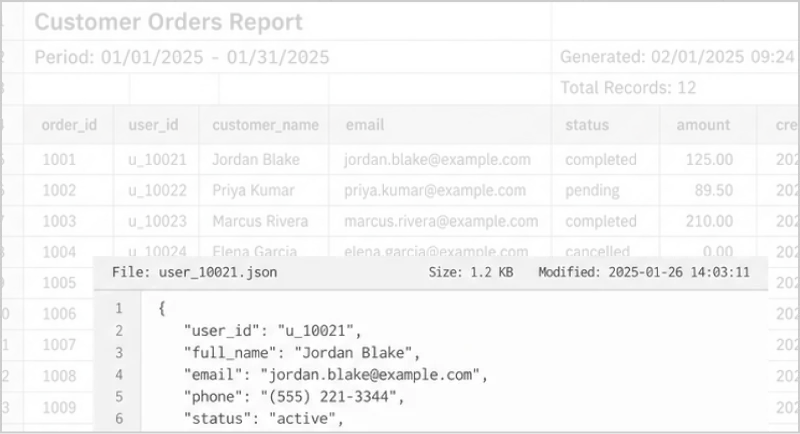 Customer Orders Report
Period: 01/01/2025 - 01/31/2025 Generated: 02/01/2025 09:24
Total Records: 12
order_id user_id customer_name email status amount
1001 u_10021 Jordan Blake jordan.blake@example.com completed 125.00
1002 u_10022 Priya Kumar priya.kumar@example.com pending 89.50
1003 u_10023 Marcus Rivera marcus.rivera@example.com completed 210.00
1004 u_10024 Elena Garcia elena.garcia@example.com cancelled 0.00
1005
1006
1007
1008
1009
File: user_10021.json Size: 1.2 KB Modified: 2025-01-26 14:03:11
1 {
2 "user_id": "u_10021",
3 "full_name": "Jordan Blake",
4 "email": "jordan.blake@example.com",
5 "phone": "(555) 221-3344",
6 "status": "active",